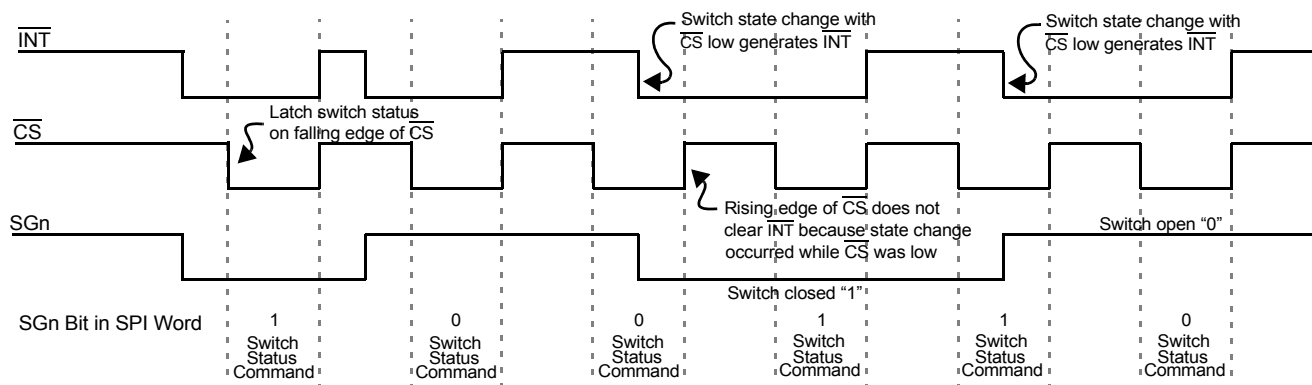 INT
Switch state change with
CS low generates INT
Switch state change with
CS low generates INT
Latch switch status
on falling edge of CS
CS
Rising edge of CS does not
clear INT because state change
occurred while CS was low
SGn
Switch open “0”
Switch closed “1”
SGn Bit in SPI Word
1
Switch
Status
Command
0
Switch
Status
Command
0
Switch
Status
Command
1
Switch
Status
Command
1
Switch
Status
Command
0
Switch
Status
Command